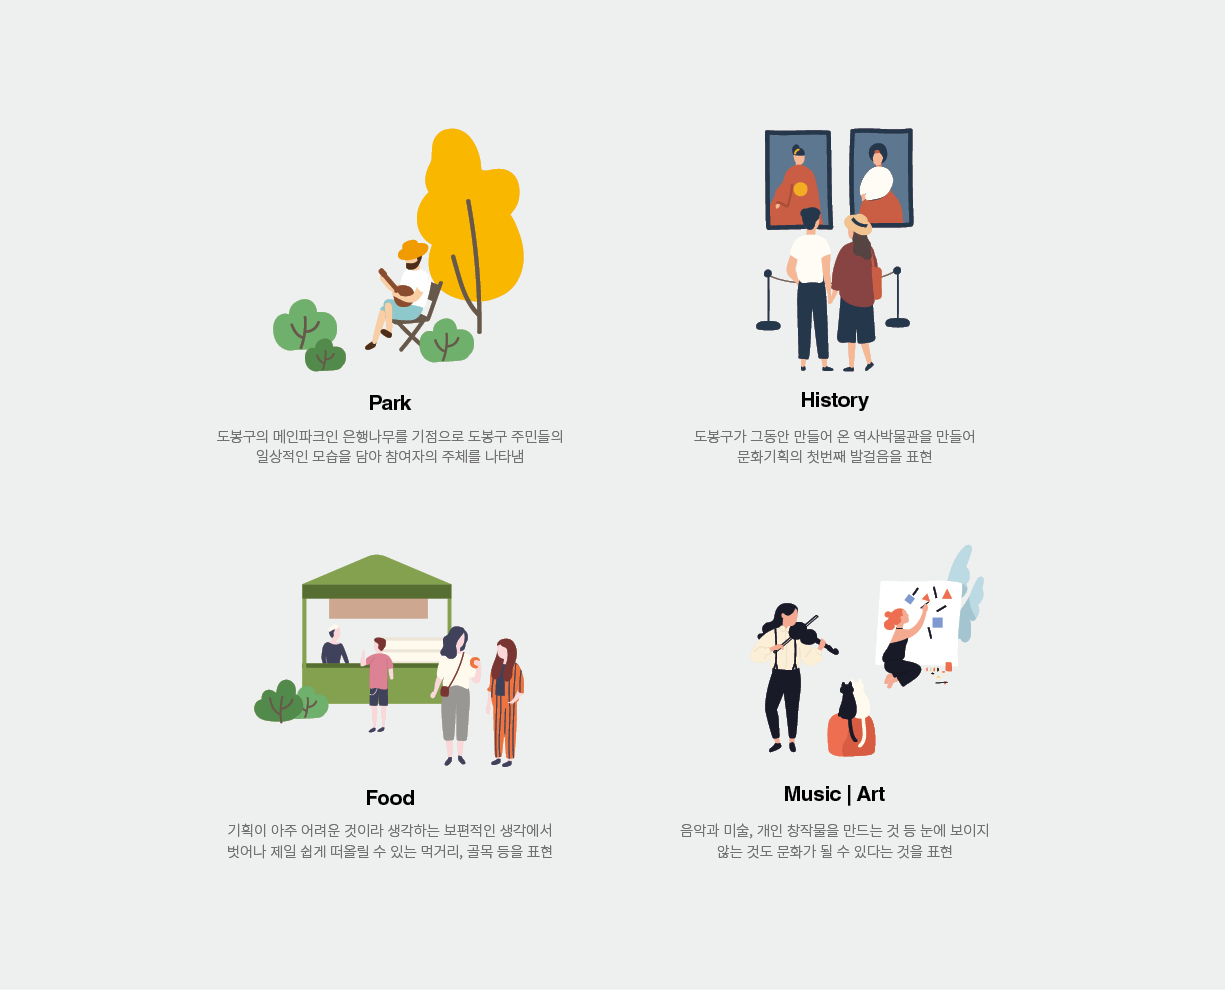 Park
도봉구의 메인파크인 은행나무를 기점으로 도봉구 주민들의
일상적인 모습을 담아 참여자의 주체를 나타냄
History
도봉구가 그동안 만들어 온 역사박물관을 만들어
문화기획의 첫번째 발걸음을 표현
Food
기획이 아주 어려운 것이라 생각하는 보편적인 생각에서
벗어나 제일 쉽게 떠올릴 수 있는 먹거리, 골목 등을 표현
Music | Art
음악과 미술, 개인 창작물을 만드는 것 등 눈에 보이지
않는 것도 문화가 될 수 있다는 것을 표현